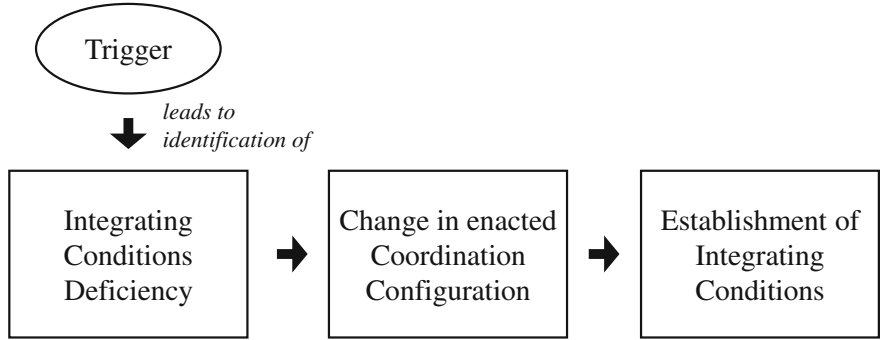 Trigger
leads to
identification of
Integrating
Conditions
Deficiency
Change in enacted
Coordination
Configuration
Establishment of
Integrating
Conditions